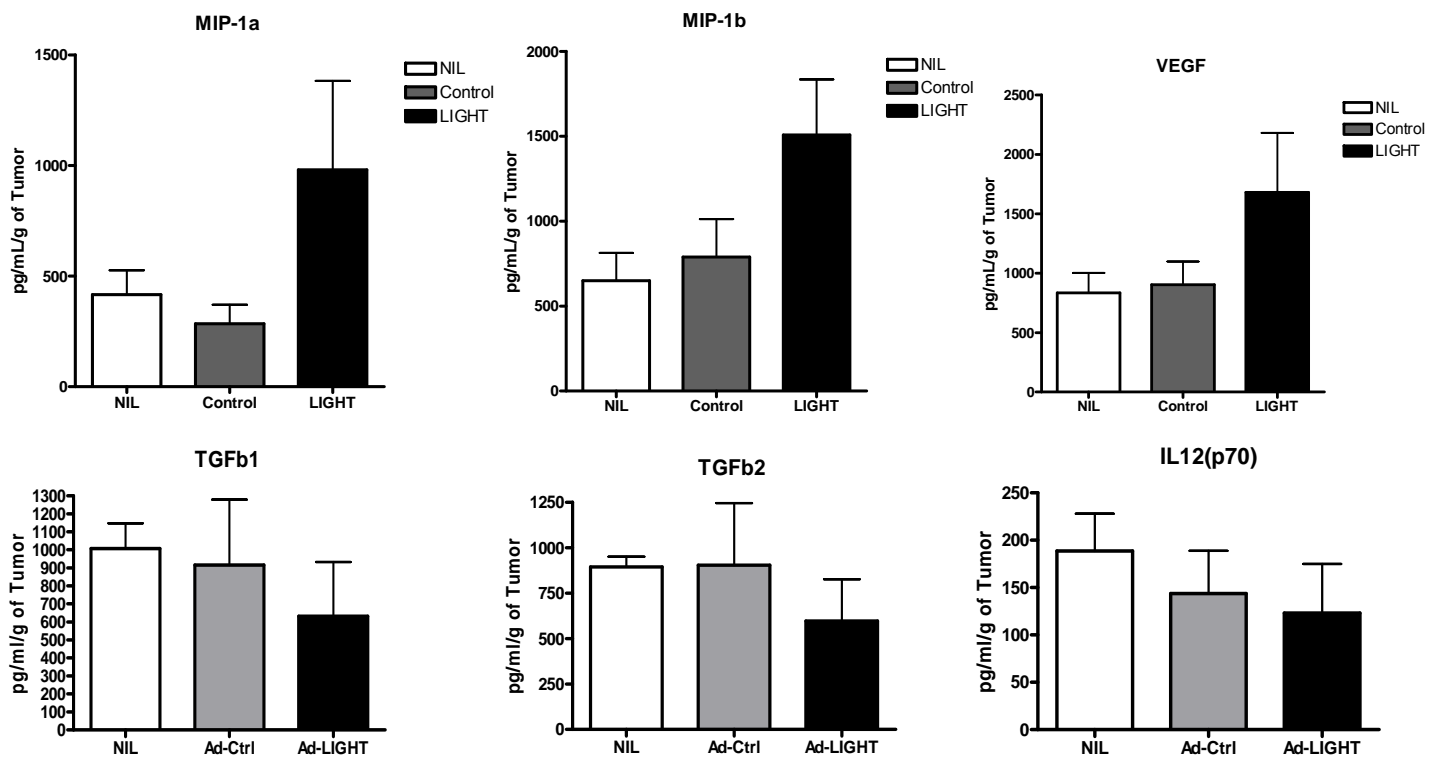 MIP-1a
1500
1000
500
0
pg/mL/g of Tumor
NIL
Control
LIGHT
NIL
Control
LIGHT
MIP-1b
2000
1500
1000
500
0
pg/mL/g of Tumor
NIL
Control
LIGHT
NIL
Control
LIGHT
VEGF
2500
2000
1500
1000
500
0
pg/mL/g of Tumor
NIL
Control
LIGHT
NIL
Control
LIGHT
TGFb1
1300
1200
1100
1000
900
800
700
600
500
400
300
200
100
0
pg/ml/g of Tumor
NIL
Ad-Ctrl
Ad-LIGHT
TGFb2
1250
1000
750
500
250
0
pg/ml/g of Tumor
NIL
Ad-Ctrl
Ad-LIGHT
IL12(p70)
250
200
150
100
50
0
pg/ml/g of Tumor
NIL
Ad-Ctrl
Ad-LIGHT